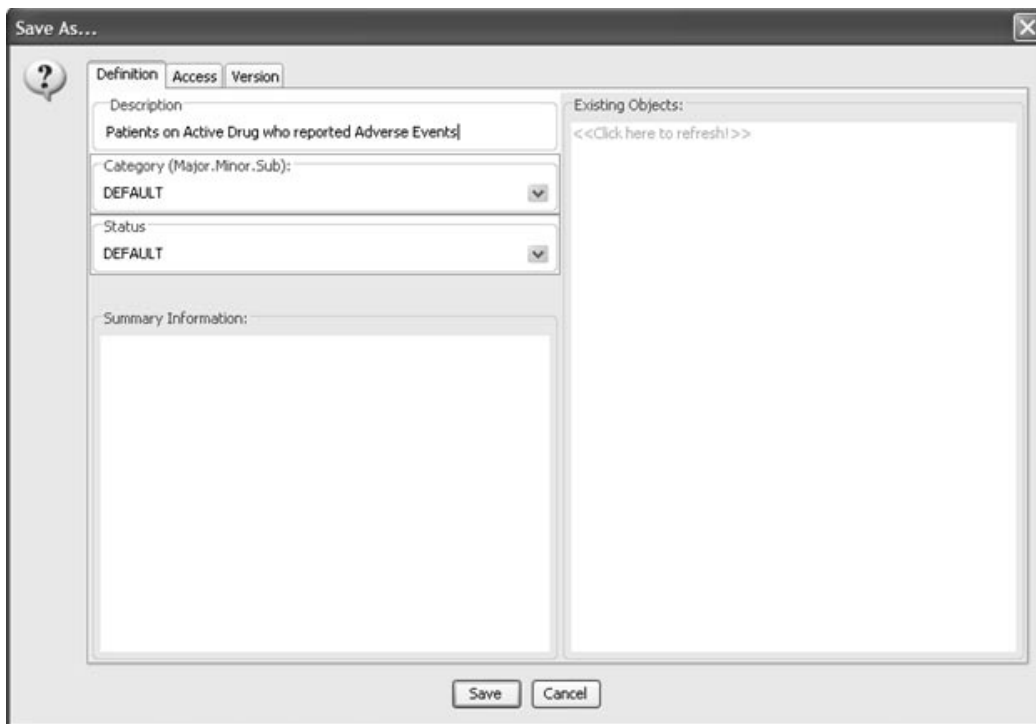 Save As...
Definition Access Version
Description
Patients on Active Drug who reported Adverse Events
Category (Major.Minor.Sub):
DEFAULT
Status
DEFAULT
Summary Information:
Existing Objects:
<<Click here to refresh!>>
Save Cancel